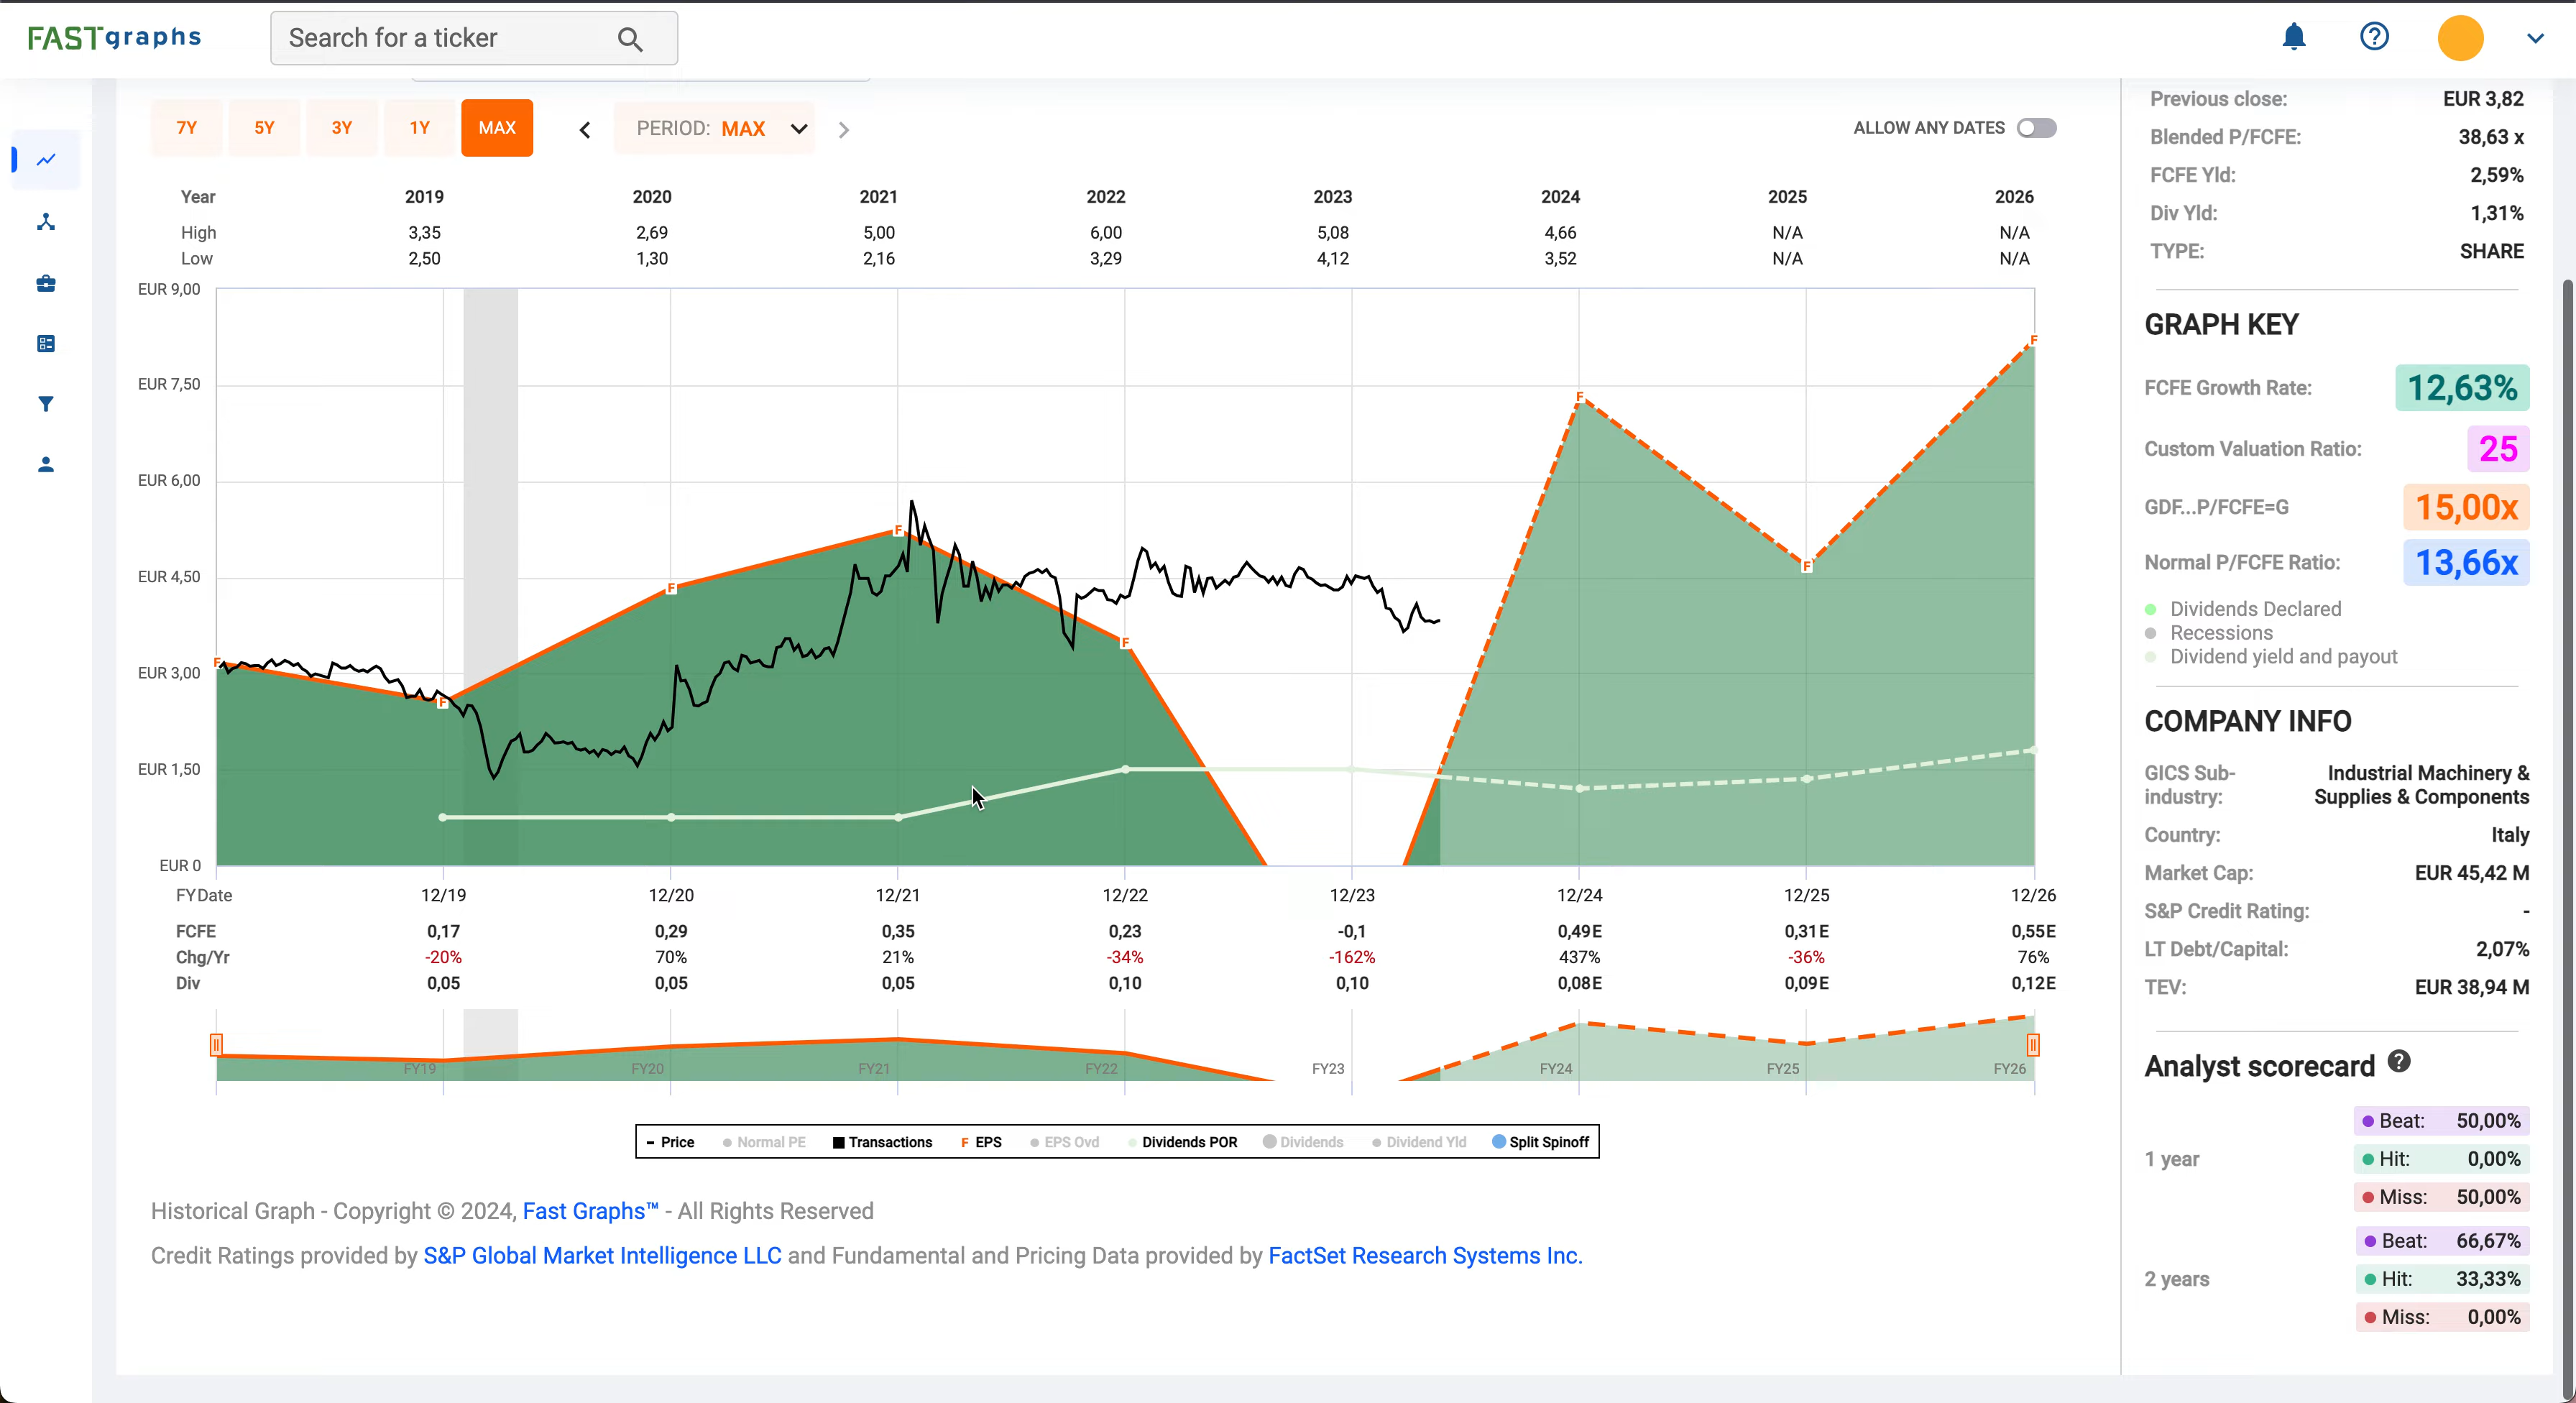 FASTgraphs
Search for a ticker
7Y 5Y 3Y 1Y MAX PERIOD: MAX ALLOW ANY DATES
Year 2019 2020 2021 2022 2023 2024 2025 2026
High 3,35 2,69 5,00 6,00 5,08 4,66 N/A N/A
Low 2,50 1,30 2,16 3,29 4,12 3,52 N/A N/A
EUR 9,00
EUR 7,50
EUR 6,00
EUR 4,50
EUR 3,00
EUR 1,50
EUR 0
F F F F F F F F
FYDate 12/19 12/20 12/21 12/22 12/23 12/24 12/25 12/26
FCFE 0,17 0,29 0,35 0,23 -0,1 0,49E 0,31E 0,55E
Chg/Yr -20% 70% 21% -34% -162% 437% -36% 76%
Div 0,05 0,05 0,05 0,10 0,10 0,08E 0,09E 0,12E
FY19 FY20 FY21 FY22 FY23 FY24 FY25 FY26
Price Normal PE Transactions F EPS EPS Ovd Dividends POR Dividends Dividend Yld Split Spinoff
Historical Graph - Copyright © 2024, Fast Graphs™ - All Rights Reserved
Credit Ratings provided by S&P Global Market Intelligence LLC and Fundamental and Pricing Data provided by FactSet Research Systems Inc.
Previous close: EUR 3,82
Blended P/FCFE: 38,63 x
FCFE Yld: 2,59%
Div Yld: 1,31%
TYPE: SHARE
GRAPH KEY
FCFE Growth Rate: 12,63%
Custom Valuation Ratio: 25
GDF...P/FCFE=G 15,00x
Normal P/FCFE Ratio: 13,66x
Dividends Declared
Recessions
Dividend yield and payout
COMPANY INFO
GICS Sub- Industrial Machinery &
industry: Supplies & Components
Country: Italy
Market Cap: EUR 45,42 M
S&P Credit Rating: -
LT Debt/Capital: 2,07%
TEV: EUR 38,94 M
Analyst scorecard
Beat: 50,00%
1 year Hit: 0,00%
Miss: 50,00%
Beat: 66,67%
2 years Hit: 33,33%
Miss: 0,00%